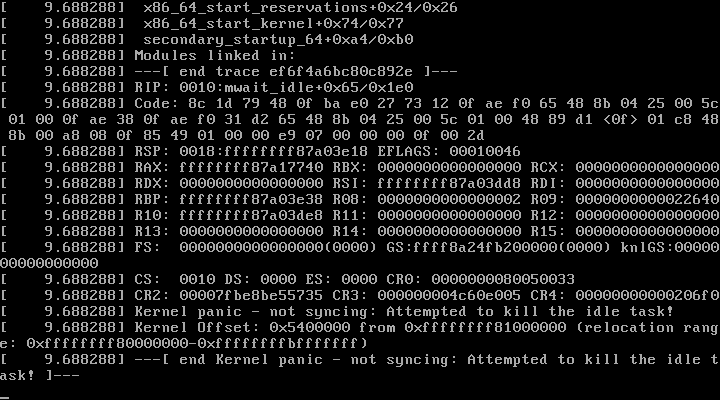 [    9.688288]  x86_64_start_reservations+0x24/0x26
[    9.688288]  x86_64_start_kernel+0x74/0x77
[    9.688288]  secondary_startup_64+0xa4/0xb0
[    9.688288] Modules linked in:
[    9.688288] ---[ end trace ef6f4a6bc80c892e ]---
[    9.688288] RIP: 0010:mwait_idle+0x65/0x1e0
[    9.688288] Code: 8c 1d 79 48 0f ba e0 27 73 12 0f ae f0 65 48 8b 04 25 00 5c
 01 00 0f ae 38 0f ae f0 31 d2 65 48 8b 04 25 00 5c 01 00 48 89 d1 <0f> 01 c8 48
 8b 00 a8 08 0f 85 49 01 00 00 e9 07 00 00 00 0f 00 2d
[    9.688288] RSP: 0018:ffffffff87a03e18 EFLAGS: 00010046
[    9.688288] RAX: ffffffff87a17740 RBX: 0000000000000000 RCX: 0000000000000000
[    9.688288] RDX: 0000000000000000 RSI: ffffffff87a03dd8 RDI: 0000000000000000
[    9.688288] RBP: ffffffff87a03e38 R08: 0000000000000002 R09: 0000000000022640
[    9.688288] R10: ffffffff87a03de8 R11: 0000000000000000 R12: 0000000000000000
[    9.688288] R13: 0000000000000000 R14: 0000000000000000 R15: 0000000000000000
[    9.688288] FS:  0000000000000000(0000) GS:ffff8a24fb200000(0000) knlGS:00000
00000000000
[    9.688288] CS:  0010 DS: 0000 ES: 0000 CR0: 0000000080050033
[    9.688288] CR2: 00007fbe8be55735 CR3: 000000004c60e005 CR4: 00000000000206f0
[    9.688288] Kernel panic - not syncing: Attempted to kill the idle task!
[    9.688288] Kernel Offset: 0x5400000 from 0xffffffff81000000 (relocation rang
e: 0xffffffff80000000-0xffffffffbfffffff)
[    9.688288] ---[ end Kernel panic - not syncing: Attempted to kill the idle t
ask! ]---